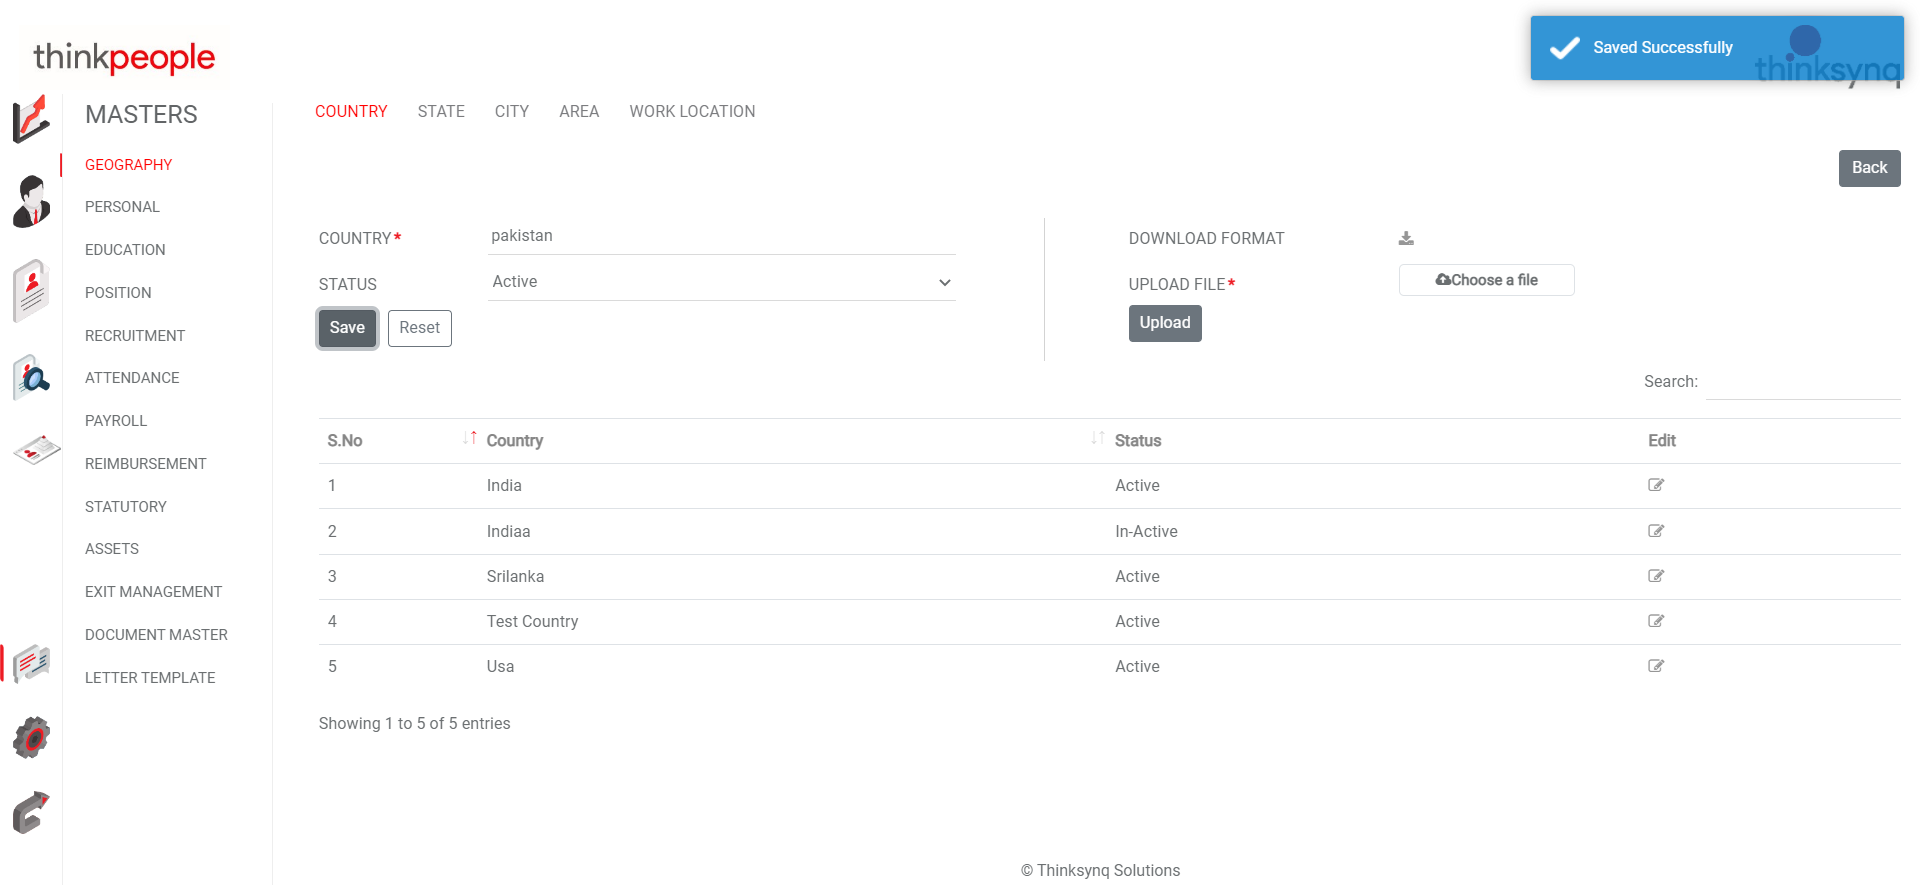 thinkpeople
Saved Successfully
thinksynq
MASTERS
COUNTRY STATE CITY AREA WORK LOCATION
GEOGRAPHY
PERSONAL
EDUCATION
POSITION
RECRUITMENT
ATTENDANCE
PAYROLL
REIMBURSEMENT
STATUTORY
ASSETS
EXIT MANAGEMENT
DOCUMENT MASTER
LETTER TEMPLATE
Back
COUNTRY* pakistan
STATUS Active
Save Reset
DOWNLOAD FORMAT
UPLOAD FILE* Choose a file
Upload
Search:
S.No Country Status Edit
1 India Active
2 Indiaa In-Active
3 Srilanka Active
4 Test Country Active
5 Usa Active
Showing 1 to 5 of 5 entries
© Thinksynq Solutions